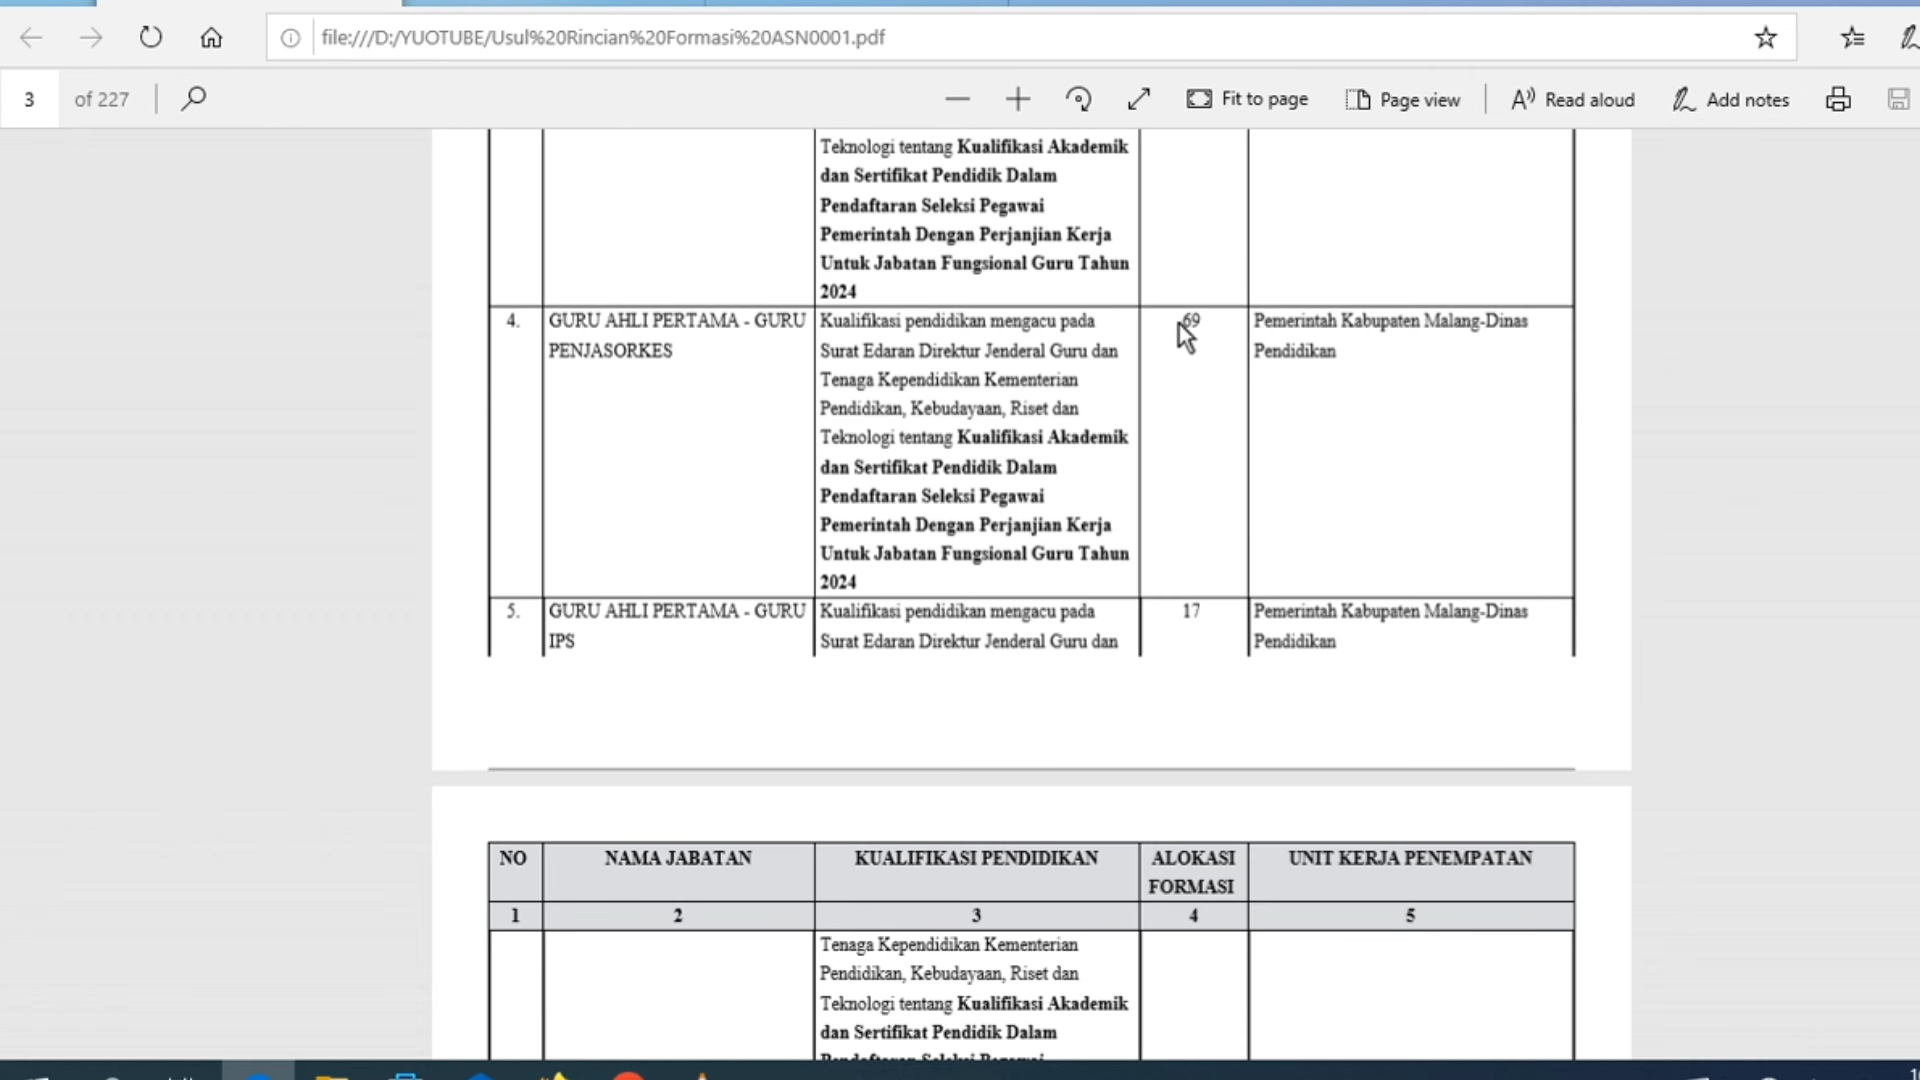 file:///D:/YUOTUBE/Usul%20Rincian%20Formasi%20ASN0001.pdf
3 of 227
Fit to page
Page view
Read aloud
Add notes
Teknologi tentang Kualifikasi Akademik
dan Sertifikat Pendidik Dalam
Pendaftaran Seleksi Pegawai
Pemerintah Dengan Perjanjian Kerja
Untuk Jabatan Fungsional Guru Tahun
2024
4.
GURU AHLI PERTAMA - GURU
PENJASORKES
Kualifikasi pendidikan mengacu pada
Surat Edaran Direktur Jenderal Guru dan
Tenaga Kependidikan Kementerian
Pendidikan, Kebudayaan, Riset dan
Teknologi tentang Kualifikasi Akademik
dan Sertifikat Pendidik Dalam
Pendaftaran Seleksi Pegawai
Pemerintah Dengan Perjanjian Kerja
Untuk Jabatan Fungsional Guru Tahun
2024
69
Pemerintah Kabupaten Malang-Dinas
Pendidikan
5.
GURU AHLI PERTAMA - GURU
IPS
Kualifikasi pendidikan mengacu pada
Surat Edaran Direktur Jenderal Guru dan
17
Pemerintah Kabupaten Malang-Dinas
Pendidikan
NO
NAMA JABATAN
KUALIFIKASI PENDIDIKAN
ALOKASI
FORMASI
UNIT KERJA PENEMPATAN
1
2
3
4
5
Tenaga Kependidikan Kementerian
Pendidikan, Kebudayaan, Riset dan
Teknologi tentang Kualifikasi Akademik
dan Sertifikat Pendidik Dalam
Pendaftaran Seleksi Pegawai